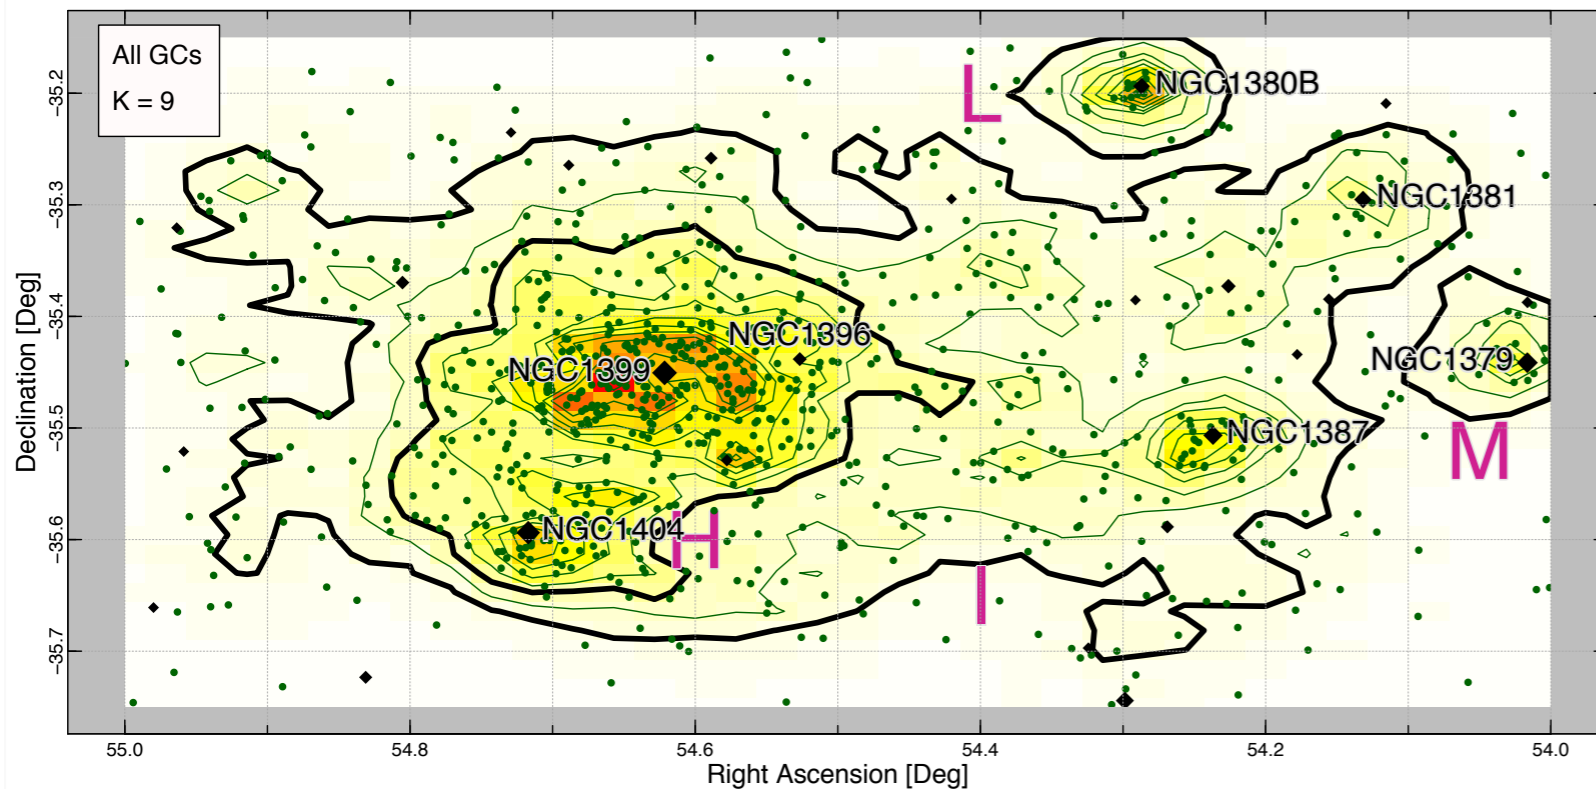 All GCs
K = 9
L
NGC1380B
NGC1381
NGC1396
NGC1399
NGC1379
NGC1387
M
NGC1404
H
I
−35.2
−35.3
−35.4
−35.5
−35.6
−35.7
Declination [Deg]
55.0 54.8 54.6 54.4 54.2 54.0
Right Ascension [Deg]